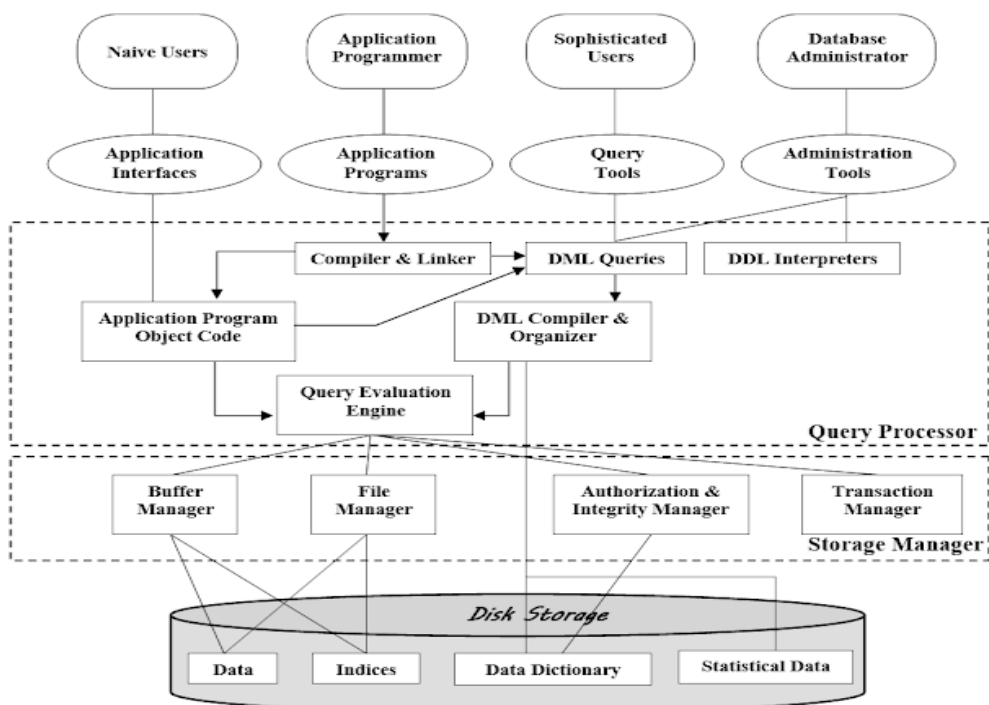 Naive Users
Application
Programmer
Sophisticated
Users
Database
Administrator
Application
Interfaces
Application
Programs
Query
Tools
Administration
Tools
Compiler & Linker
DML Queries
DDL Interpreters
Application Program
Object Code
DML Compiler &
Organizer
Query Evaluation
Engine
Query Processor
Buffer
Manager
File
Manager
Authorization &
Integrity Manager
Transaction
Manager
Storage Manager
Disk Storage
Data
Indices
Data Dictionary
Statistical Data